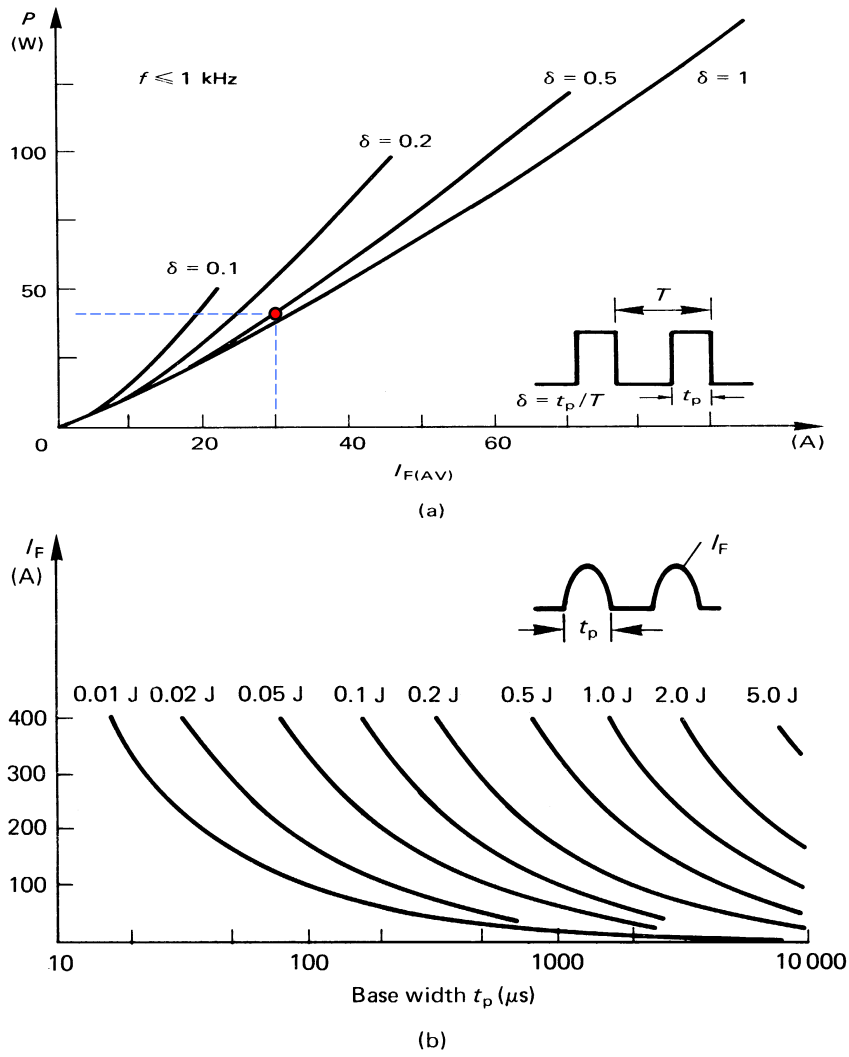 P
(W)
f ≤ 1 kHz
δ = 0.5
δ = 1
δ = 0.2
100
δ = 0.1
50
T
δ = tp/T
tp
0
20
40
60
(A)
IF(AV)
(a)
IF
(A)
IF
tp
0.01 J 0.02 J 0.05 J 0.1 J 0.2 J 0.5 J 1.0 J 2.0 J 5.0 J
400
300
200
100
10 100 1000 10 000
Base width tp (μs)
(b)